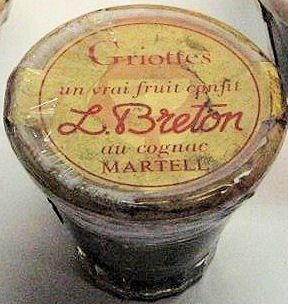 Griottes
un vrai fruit confit
L. Breton
au cognac
MARTELL